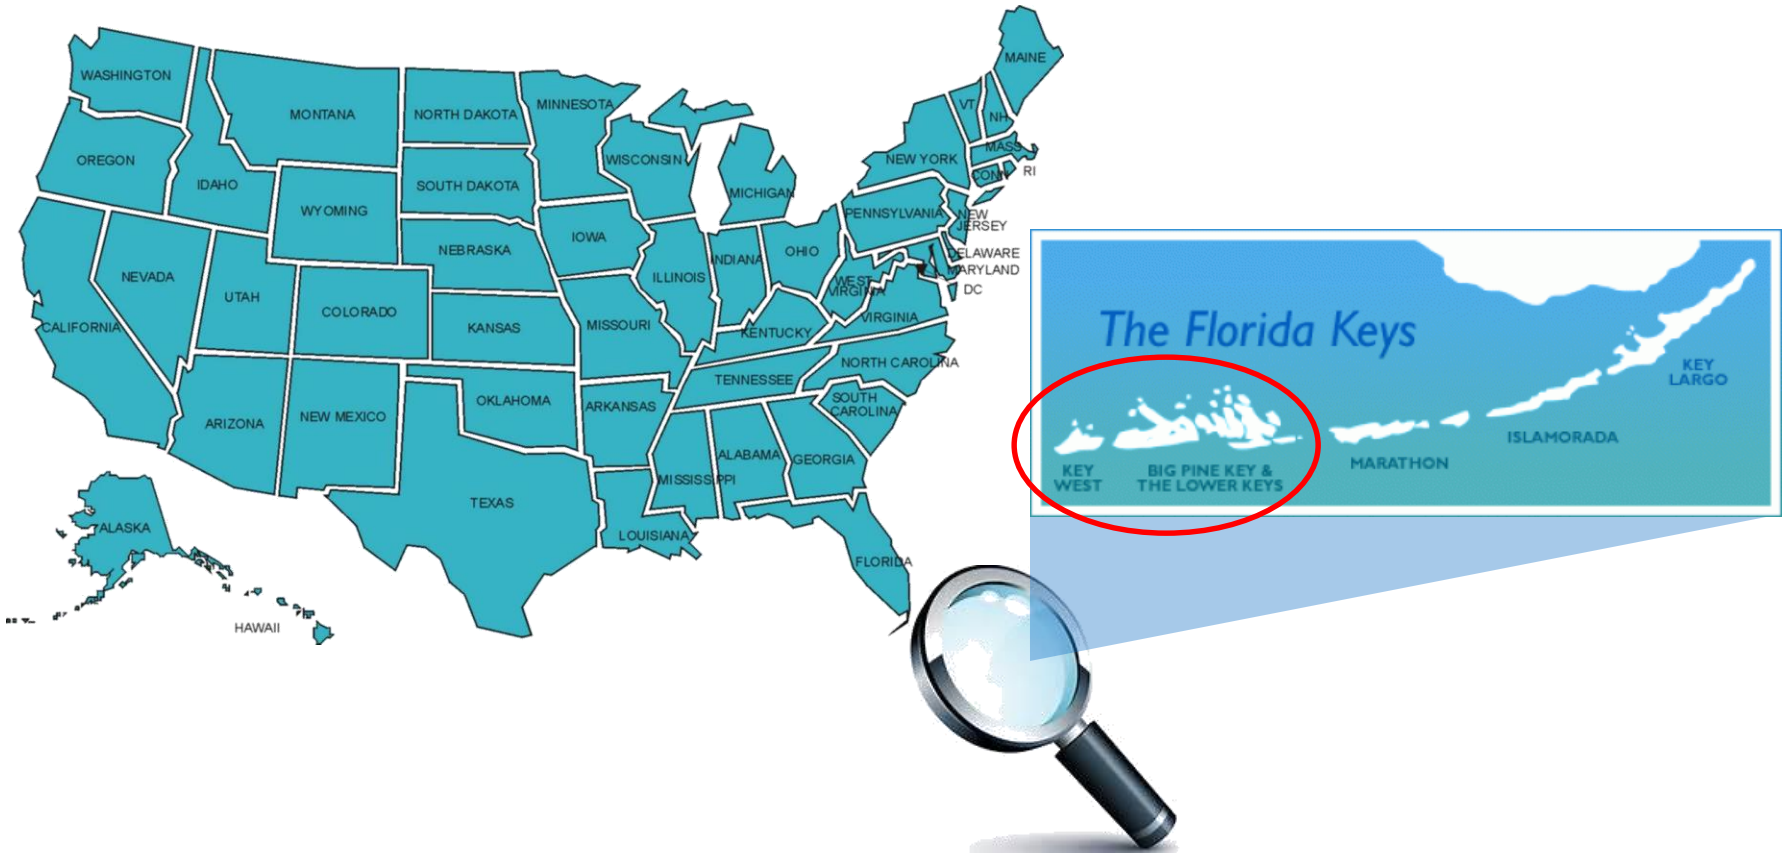 MAINE
WASHINGTON
MONTANA
NORTH DAKOTA
MINNESOTA
VT
NH
OREGON
IDAHO
SOUTH DAKOTA
WISCONSIN
MICHIGAN
NEW YORK
MASS
CONN
RI
WYOMING
NEBRASKA
IOWA
PENNSYLVANIA
NEW
JERSEY
NEVADA
UTAH
COLORADO
KANSAS
ILLINOIS
INDIANA
OHIO
WEST
VIRGINIA
DELAWARE
MARYLAND
DC
CALIFORNIA
MISSOURI
KENTUCKY
VIRGINIA
ARIZONA
NEW MEXICO
OKLAHOMA
ARKANSAS
TENNESSEE
NORTH CAROLINA
SOUTH
CAROLINA
TEXAS
MISSISSIPPI
ALABAMA
GEORGIA
LOUISIANA
FLORIDA
ALASKA
HAWAII
The Florida Keys
KEY
LARGO
ISLAMORADA
MARATHON
KEY
WEST
BIG PINE KEY &
THE LOWER KEYS